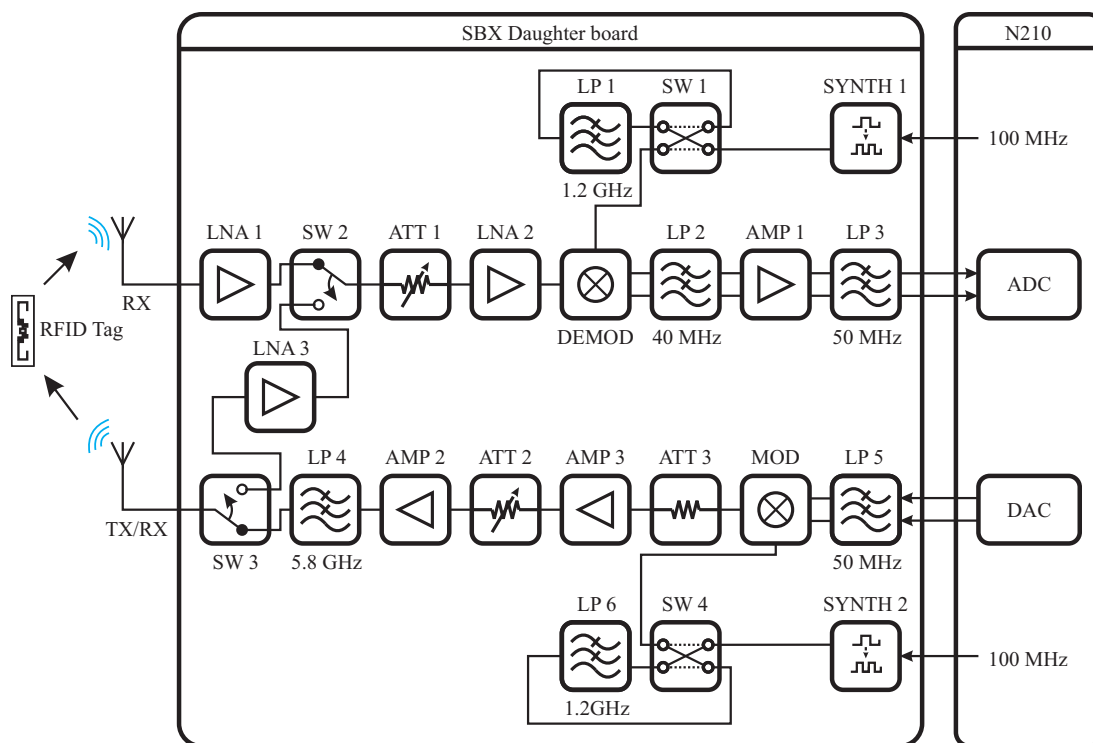 SBX Daughter board
N210
LP 1
SW 1
SYNTH 1
100 MHz
1.2 GHz
LNA 1
SW 2
ATT 1
LNA 2
LP 2
AMP 1
LP 3
ADC
RX
RFID Tag
DEMOD
40 MHz
50 MHz
LNA 3
LP 4
AMP 2
ATT 2
AMP 3
ATT 3
MOD
LP 5
DAC
TX/RX
SW 3
5.8 GHz
50 MHz
LP 6
SW 4
SYNTH 2
100 MHz
1.2GHz